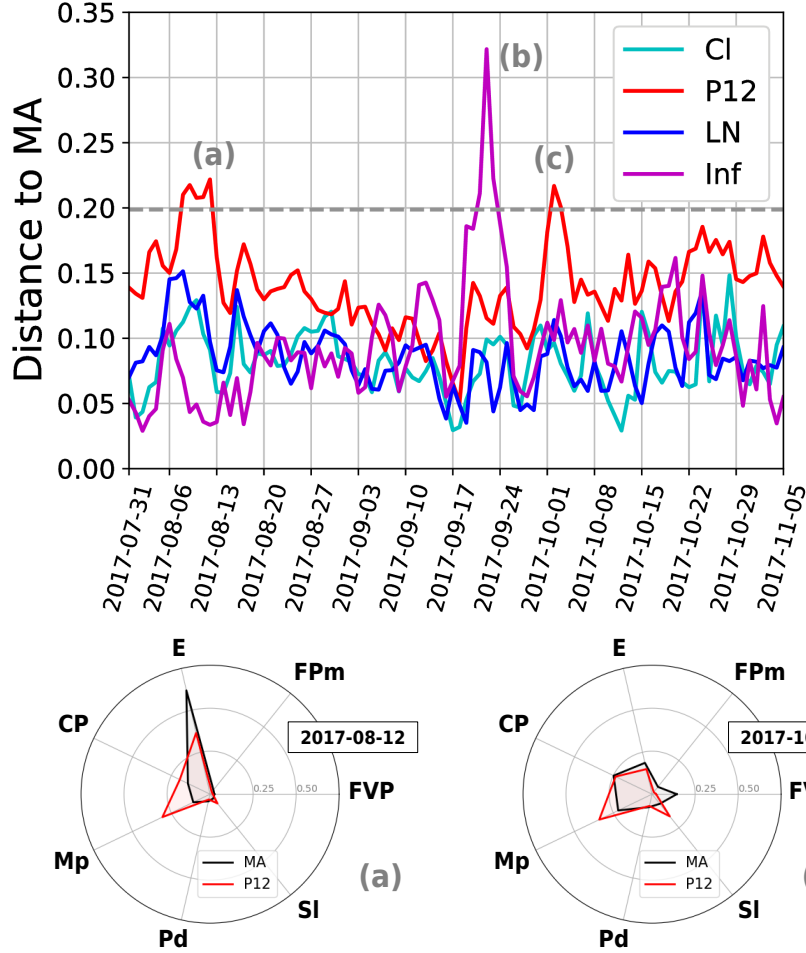 0.35
0.30
0.25
0.20
0.15
0.10
0.05
0.00
Distance to MA
Cl
P12
LN
Inf
(a)
(b)
(c)
2017-07-31
2017-08-06
2017-08-13
2017-08-20
2017-08-27
2017-09-03
2017-09-10
2017-09-17
2017-09-24
2017-10-01
2017-10-08
2017-10-15
2017-10-22
2017-10-29
2017-11-05
E
FPm
CP
2017-08-12
0.25
0.50
FVP
Mp
MA
P12
Sl
Pd
(a)
E
FPm
CP
2017-10
0.25
0.50
FV
Mp
MA
P12
Sl
Pd
(